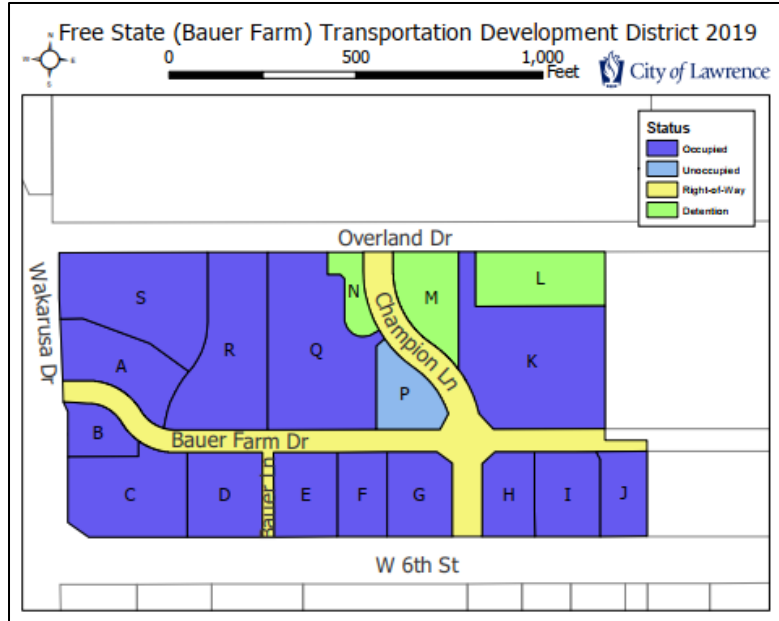 Free State (Bauer Farm) Transportation Development District 2019
N
W
E
S
0 500 1,000
Feet
City of Lawrence
Status
Occupied
Unoccupied
Right-of-Way
Detention
Overland Dr
Wakarusa Dr
Champion Ln
S
A
R
Q
N
M
L
K
P
B
Bauer Farm Dr
C
D
Bauer Ln
E
F
G
H
I
J
W 6th St